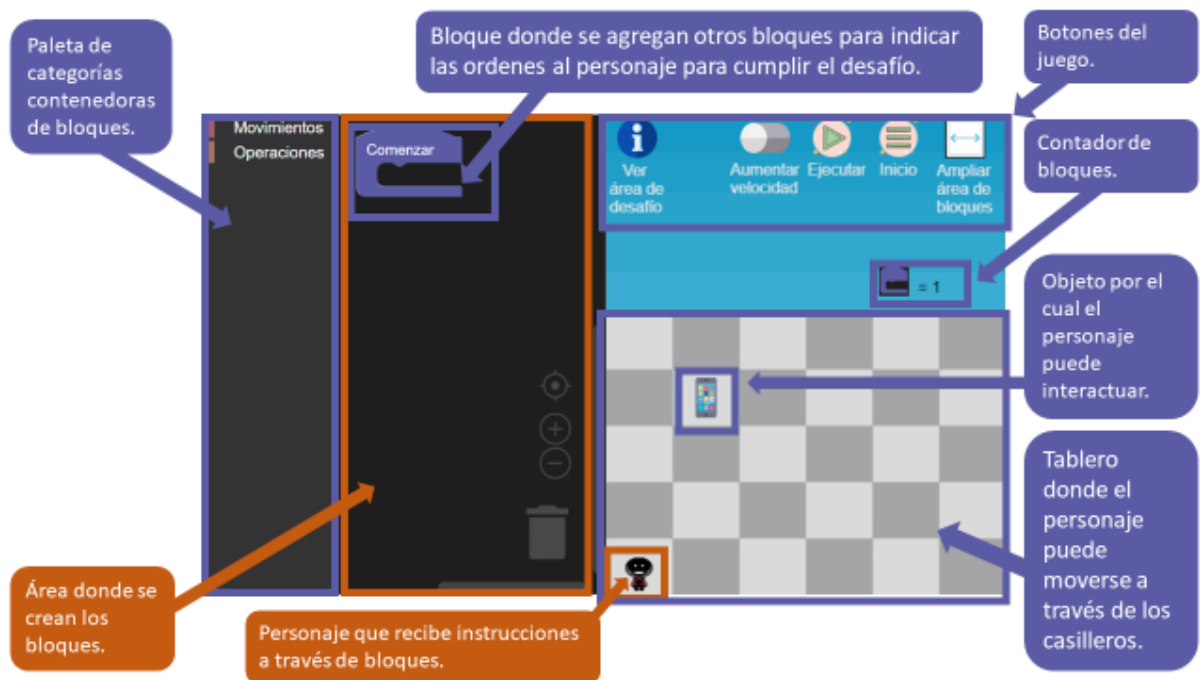 Paleta de
categorías
contenedoras
de bloques.
Bloque donde se agregan otros bloques para indicar
las ordenes al personaje para cumplir el desafío.
Botones del
juego.
Movimientos
Operaciones
Comenzar
Ver
área de
desafío
Aumentar
velocidad
Ejecutar
Inicio
Ampliar
área de
bloques
Contador de
bloques.
= 1
Objeto por el
cual el
personaje
puede
interactuar.
Tablero
donde el
personaje
puede
moverse a
través de los
casilleros.
Área donde se
crean los
bloques.
Personaje que recibe instrucciones
a través de bloques.